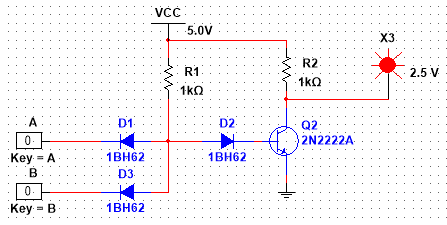 VCC
5.0V
X3
R1
1kΩ
R2
1kΩ
2.5 V
A
0
Key = A
D1
1BH62
D2
1BH62
Q2
2N2222A
B
0
Key = B
D3
1BH62